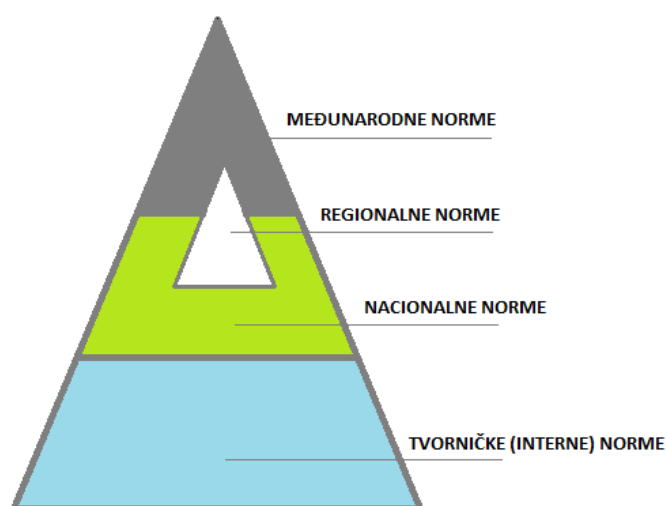 MEĐUNARODNE NORME
REGIONALNE NORME
NACIONALNE NORME
TVORNIČKE (INTERNE) NORME